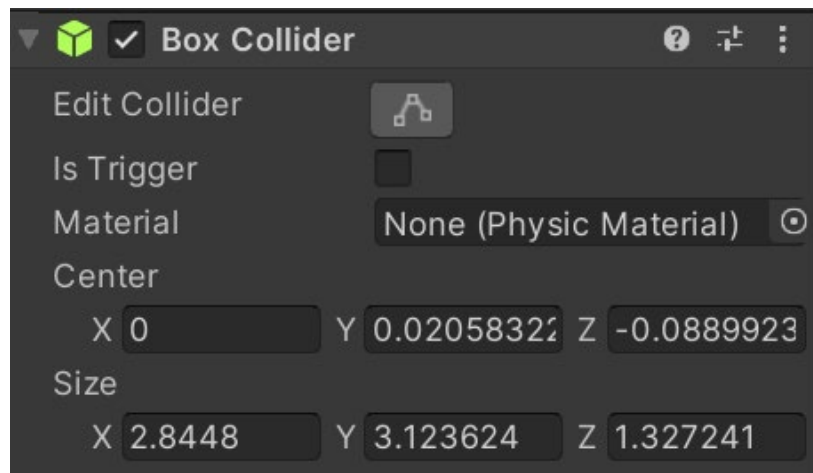 Box Collider
Edit Collider
Is Trigger
Material None (Physic Material)
Center
X 0 Y 0.02058322 Z -0.0889923
Size
X 2.8448 Y 3.123624 Z 1.327241